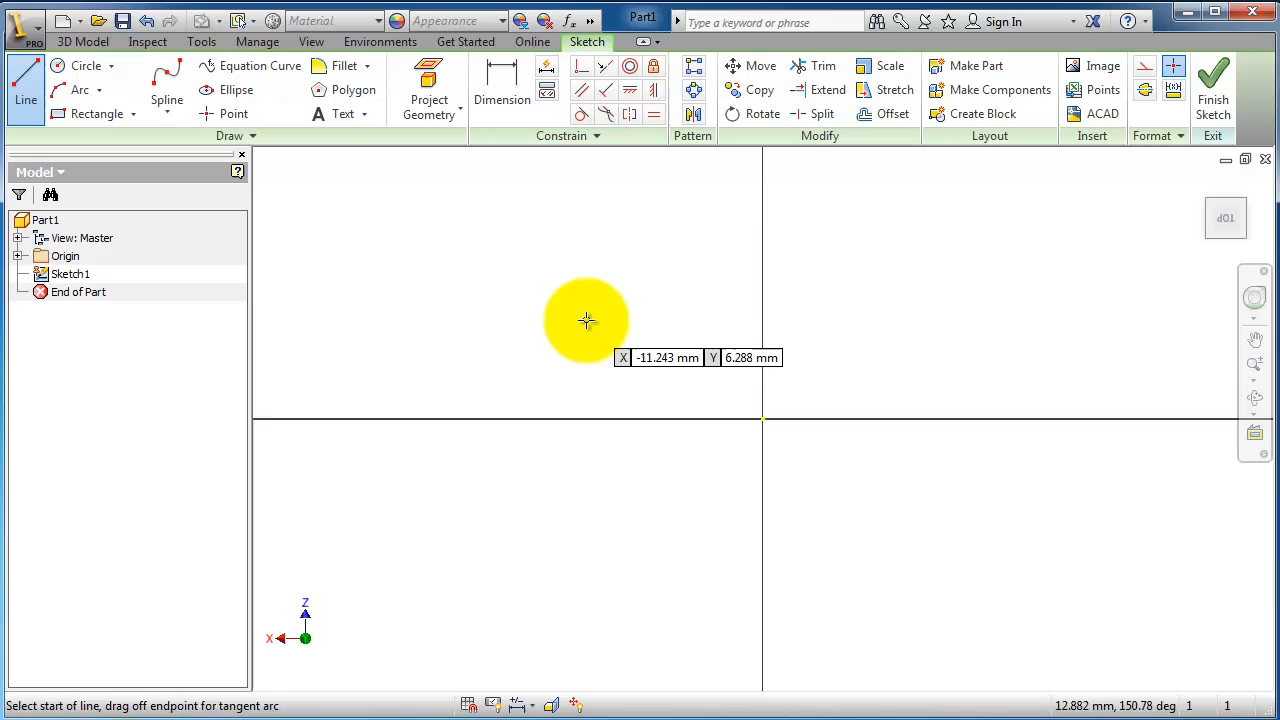 PRO
Material
Appearance
Part1
Type a keyword or phrase
Sign In
3D Model Inspect Tools Manage View Environments Get Started Online Sketch
Line
Circle
Arc
Rectangle
Spline
Equation Curve
Ellipse
Point
Fillet
Polygon
Text
Project Geometry
Dimension
Move
Copy
Rotate
Trim
Extend
Split
Scale
Stretch
Offset
Make Part
Make Components
Create Block
Image
Points
ACAD
Finish Sketch
Draw Constrain Pattern Modify Layout Insert Format Exit
Model
Part1
View: Master
Origin
Sketch1
End of Part
TOP
X -11.243 mm Y 6.288 mm
Z
X
Select start of line, drag off endpoint for tangent arc
12.882 mm, 150.78 deg 1 1